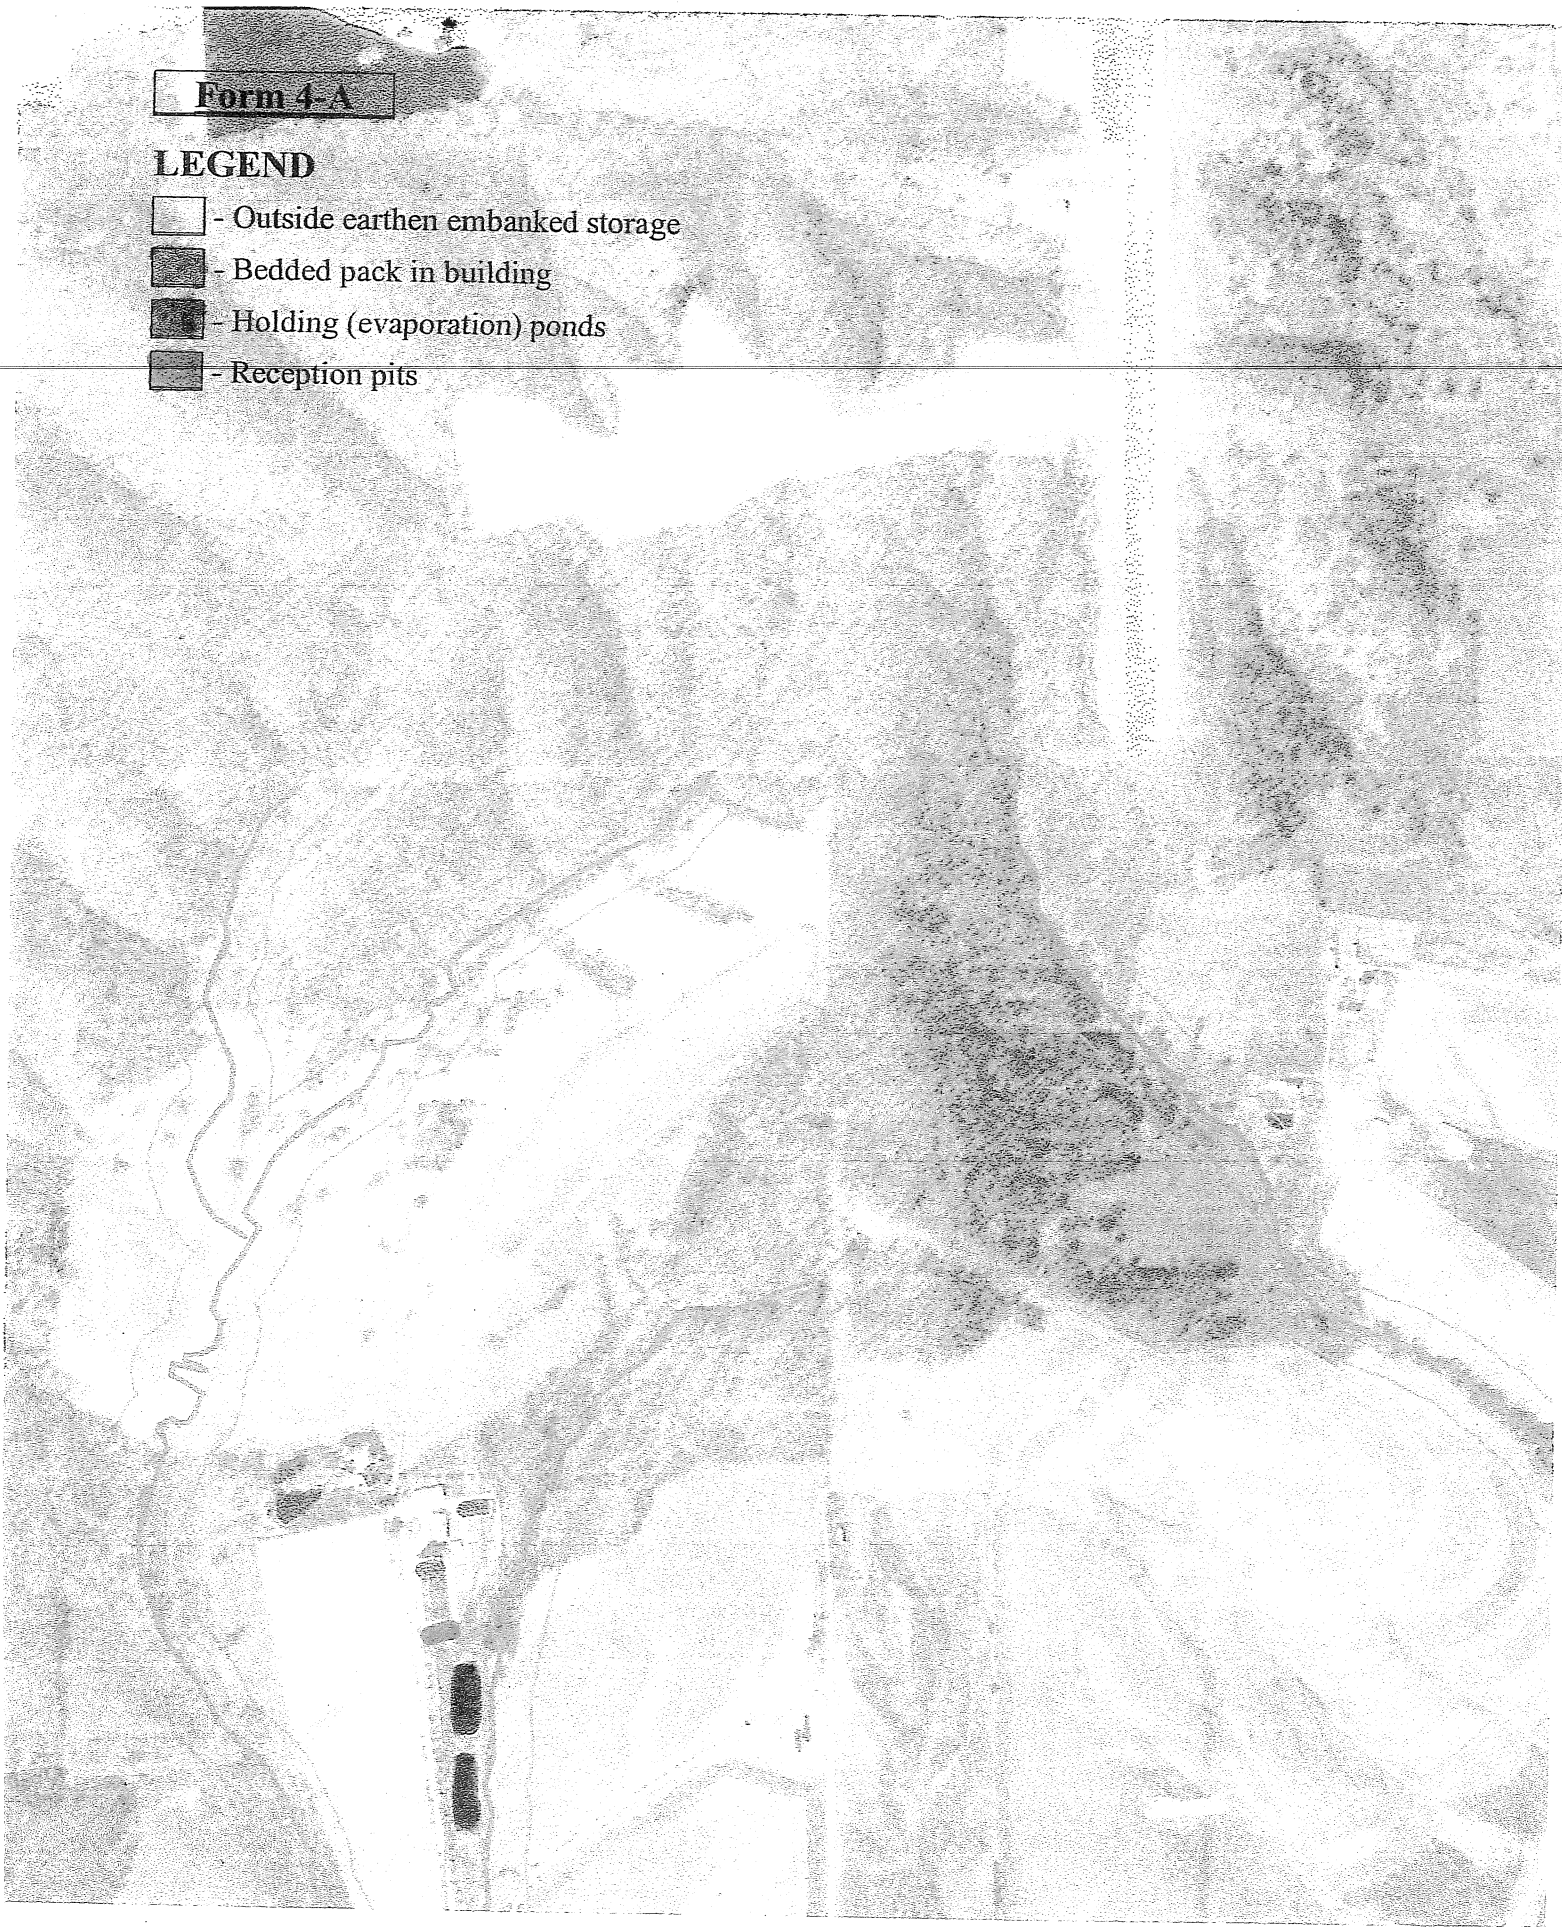 Form 4-A
LEGEND
- Outside earthen embanked storage
- Bedded pack in building
- Holding (evaporation) ponds
- Reception pits